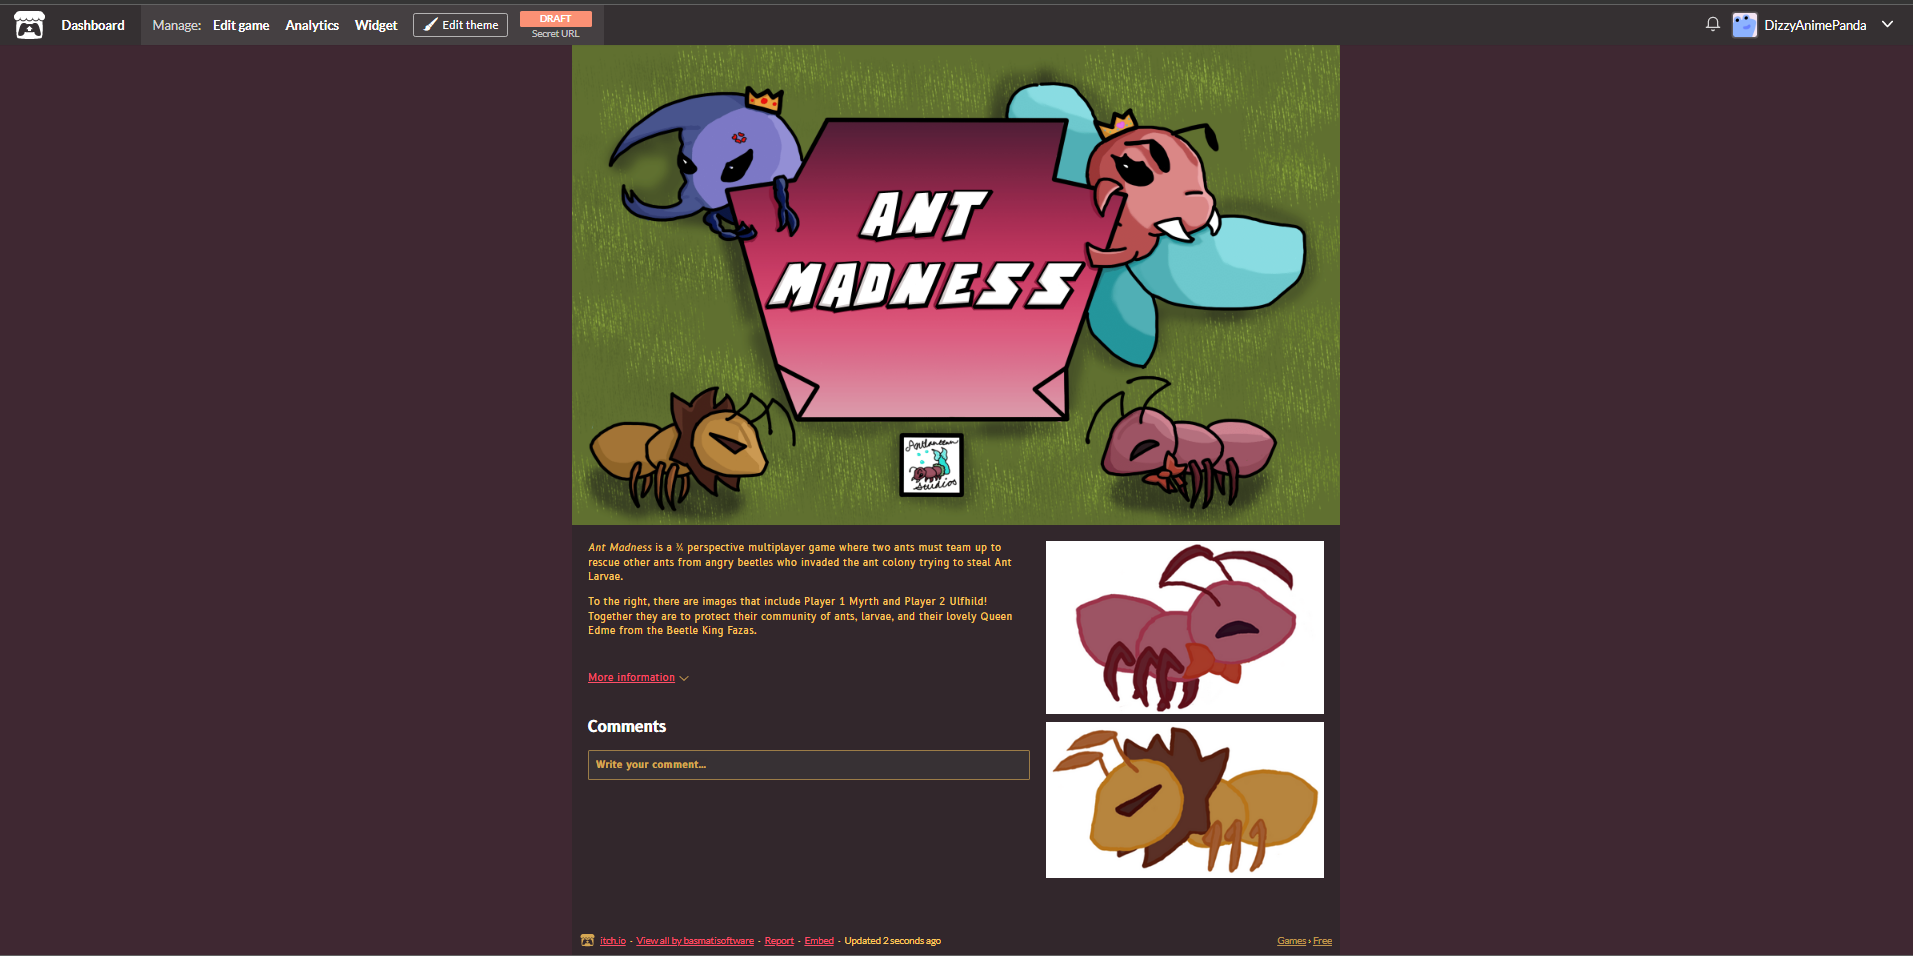 Dashboard
Manage: Edit game Analytics Widget Edit theme
DRAFT
Secret URL
DizzyAnimePanda
ANT
MADNESS
Antlantean
Studios
Ant Madness is a ¾ perspective multiplayer game where two ants must team up to
rescue other ants from angry beetles who invaded the ant colony trying to steal Ant
Larvae.
To the right, there are images that include Player 1 Myrth and Player 2 Ulfhild!
Together they are to protect their community of ants, larvae, and their lovely Queen
Edme from the Beetle King Fazas.
More information
Comments
Write your comment...
itch.io · View all by basmatisoftware · Report · Embed · Updated 2 seconds ago
Games › Free